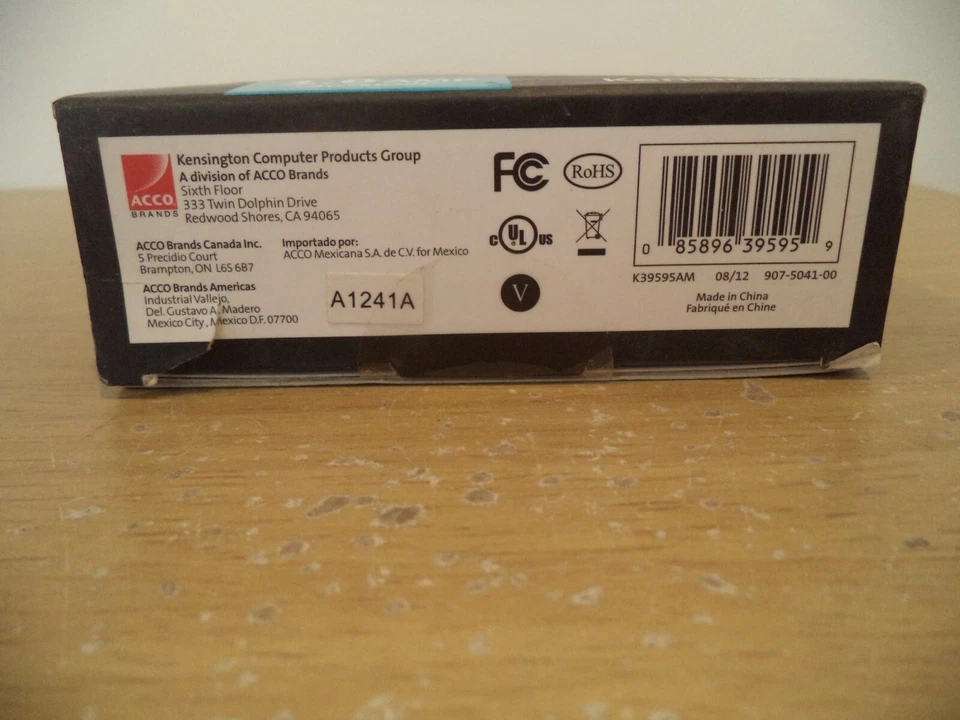 ACCO
BRANDS
Kensington Computer Products Group
A division of ACCO Brands
Sixth Floor
333 Twin Dolphin Drive
Redwood Shores, CA 94065
ACCO Brands Canada Inc.
5 Precidio Court
Brampton, ON L6S 6B7
Importado por:
ACCO Mexicana S.A. de C.V. for Mexico
ACCO Brands Americas
Internacional Vallejo,
Del. Gustavo A. Madero
Mexico City, Mexico D.F. 07700
A1241A
FC
RoHS
c UL US
V
0 85896 39595 9
K39595AM 08/12 907-5041-00
Made in China
Fabriqué en Chine